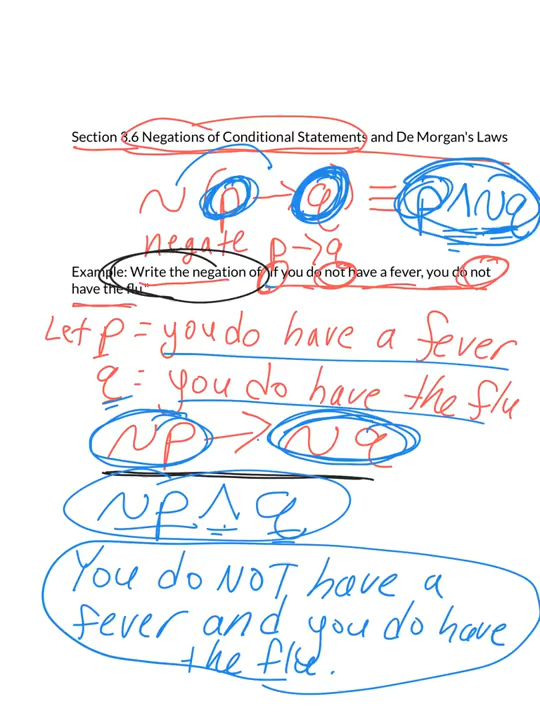 Section 3.6 Negations of Conditional Statements and De Morgan's Laws
~(p → q) ≡ p ∧ ~q
negate p → q
Example: Write the negation of "if you do not have a fever, you do not
have the flu"
Let p = you do have a fever
q = you do have the flu
~p → ~q
~p ∧ q
You do NOT have a
fever and you do have
the flu.